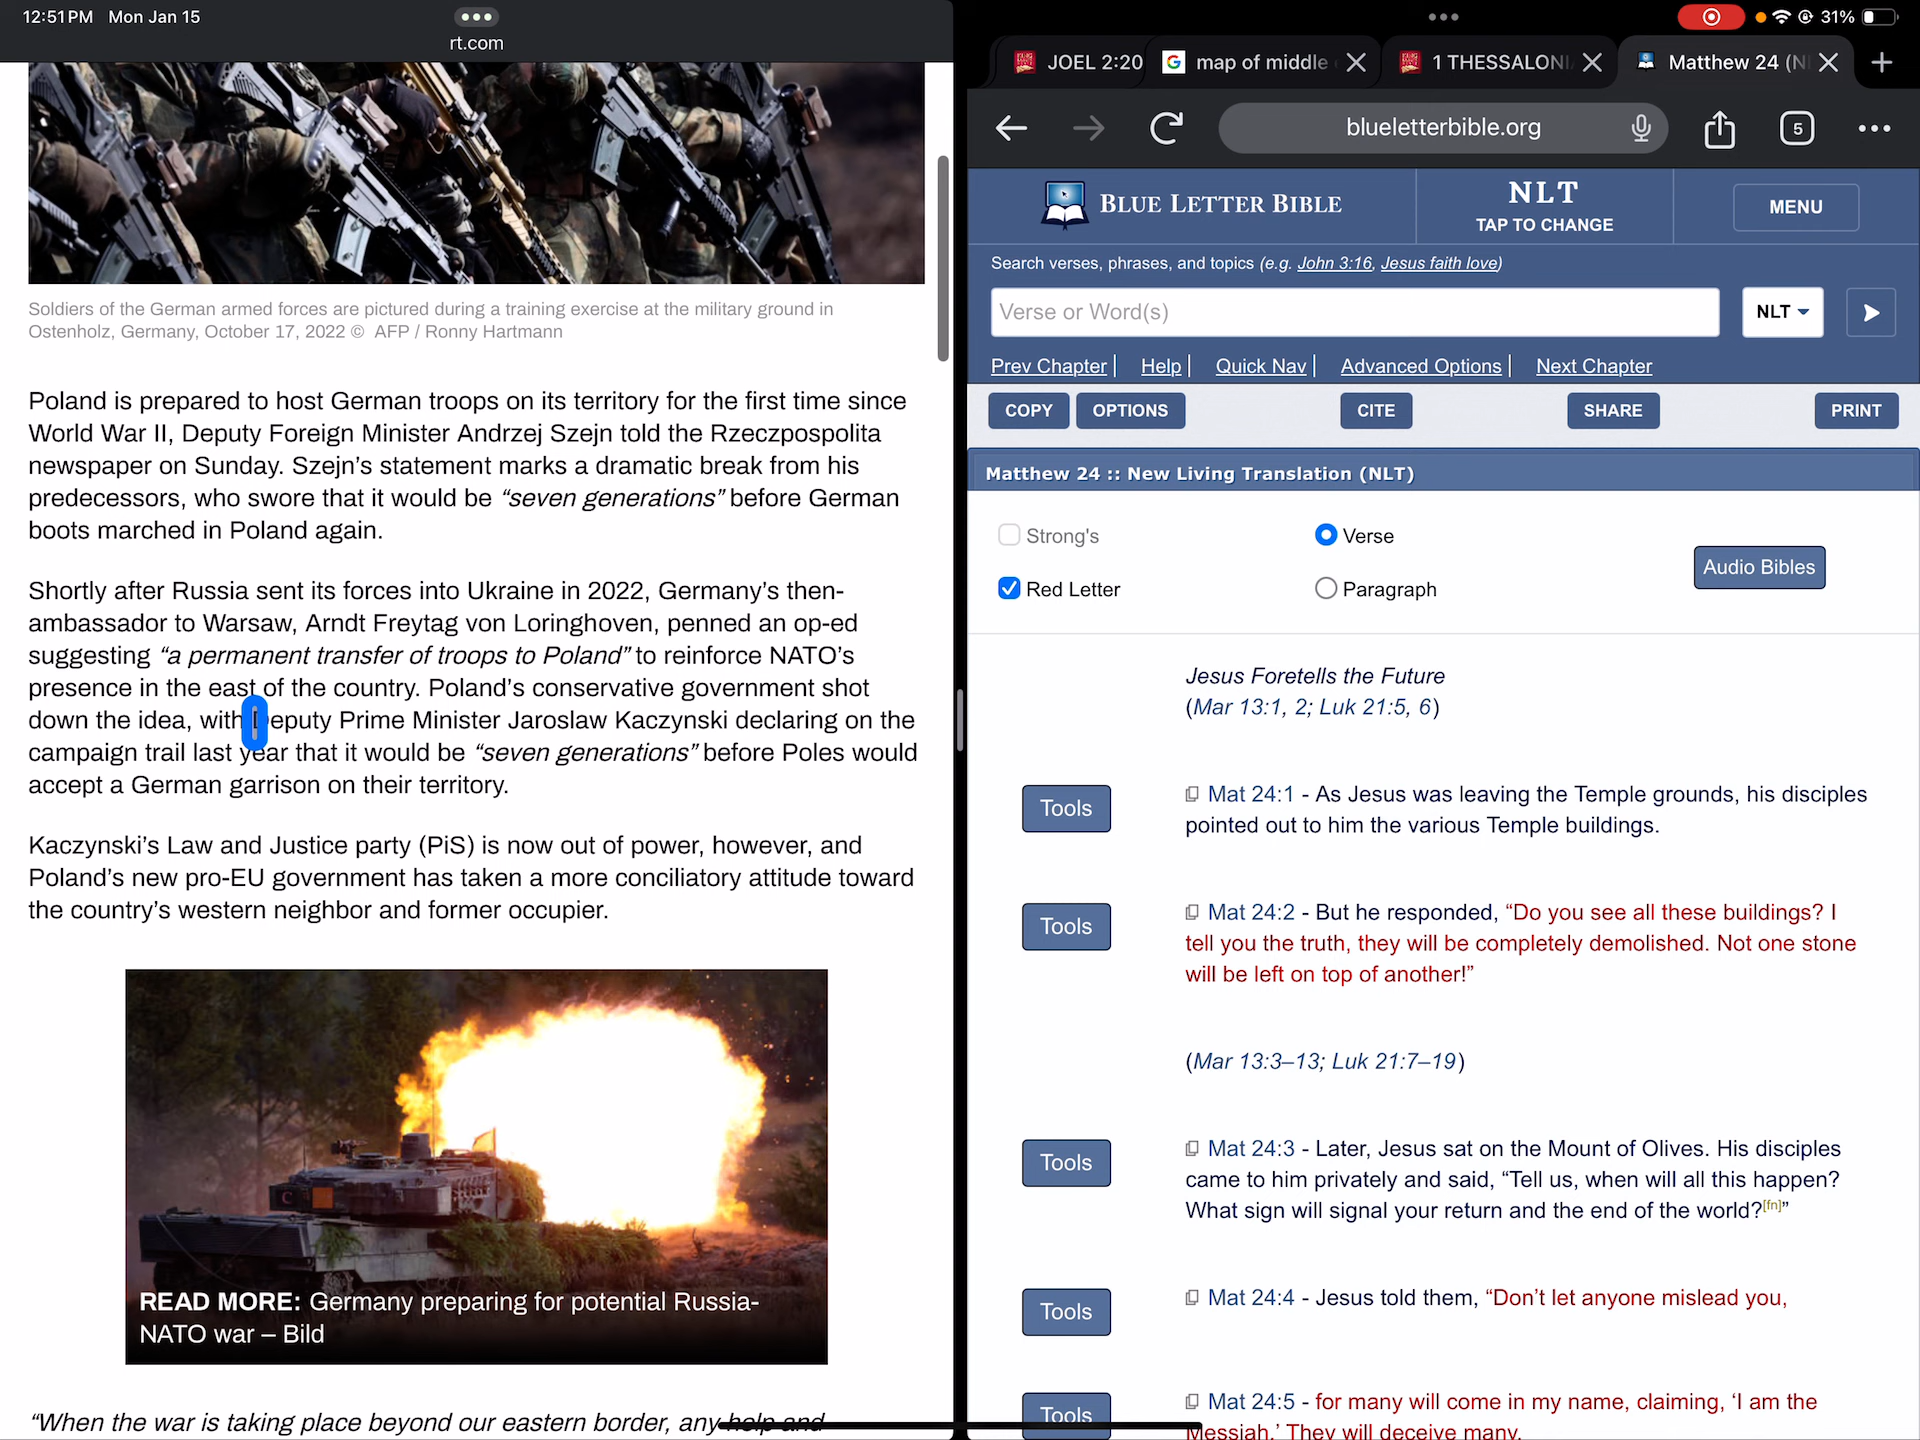 12:51 PM Mon Jan 15
rt.com
Soldiers of the German armed forces are pictured during a training exercise at the military ground in
Ostenholz, Germany, October 17, 2022 © AFP / Ronny Hartmann
Poland is prepared to host German troops on its territory for the first time since
World War II, Deputy Foreign Minister Andrzej Szejn told the Rzeczpospolita
newspaper on Sunday. Szejn’s statement marks a dramatic break from his
predecessors, who swore that it would be “seven generations” before German
boots marched in Poland again.
Shortly after Russia sent its forces into Ukraine in 2022, Germany’s then-
ambassador to Warsaw, Arndt Freytag von Loringhoven, penned an op-ed
suggesting “a permanent transfer of troops to Poland” to reinforce NATO’s
presence in the east of the country. Poland’s conservative government shot
down the idea, with Deputy Prime Minister Jaroslaw Kaczynski declaring on the
campaign trail last year that it would be “seven generations” before Poles would
accept a German garrison on their territory.
Kaczynski’s Law and Justice party (PiS) is now out of power, however, and
Poland’s new pro-EU government has taken a more conciliatory attitude toward
the country’s western neighbor and former occupier.
READ MORE: Germany preparing for potential Russia-
NATO war – Bild
“When the war is taking place beyond our eastern border, any help and
31%
JOEL 2:20
map of middle
1 THESSALONI
Matthew 24 (N
blueletterbible.org
5
BLUE LETTER BIBLE
NLT
TAP TO CHANGE
MENU
Search verses, phrases, and topics (e.g. John 3:16, Jesus faith love)
Verse or Word(s)
NLT
Prev Chapter | Help | Quick Nav | Advanced Options | Next Chapter
COPY OPTIONS CITE SHARE PRINT
Matthew 24 :: New Living Translation (NLT)
Strong's
Verse
Red Letter
Paragraph
Audio Bibles
Jesus Foretells the Future
(Mar 13:1, 2; Luk 21:5, 6)
Tools
Mat 24:1 - As Jesus was leaving the Temple grounds, his disciples
pointed out to him the various Temple buildings.
Tools
Mat 24:2 - But he responded, “Do you see all these buildings? I
tell you the truth, they will be completely demolished. Not one stone
will be left on top of another!”
(Mar 13:3–13; Luk 21:7–19)
Tools
Mat 24:3 - Later, Jesus sat on the Mount of Olives. His disciples
came to him privately and said, “Tell us, when will all this happen?
What sign will signal your return and the end of the world?[fn]”
Tools
Mat 24:4 - Jesus told them, “Don’t let anyone mislead you,
Tools
Mat 24:5 - for many will come in my name, claiming, ‘I am the
Messiah.’ They will deceive many.